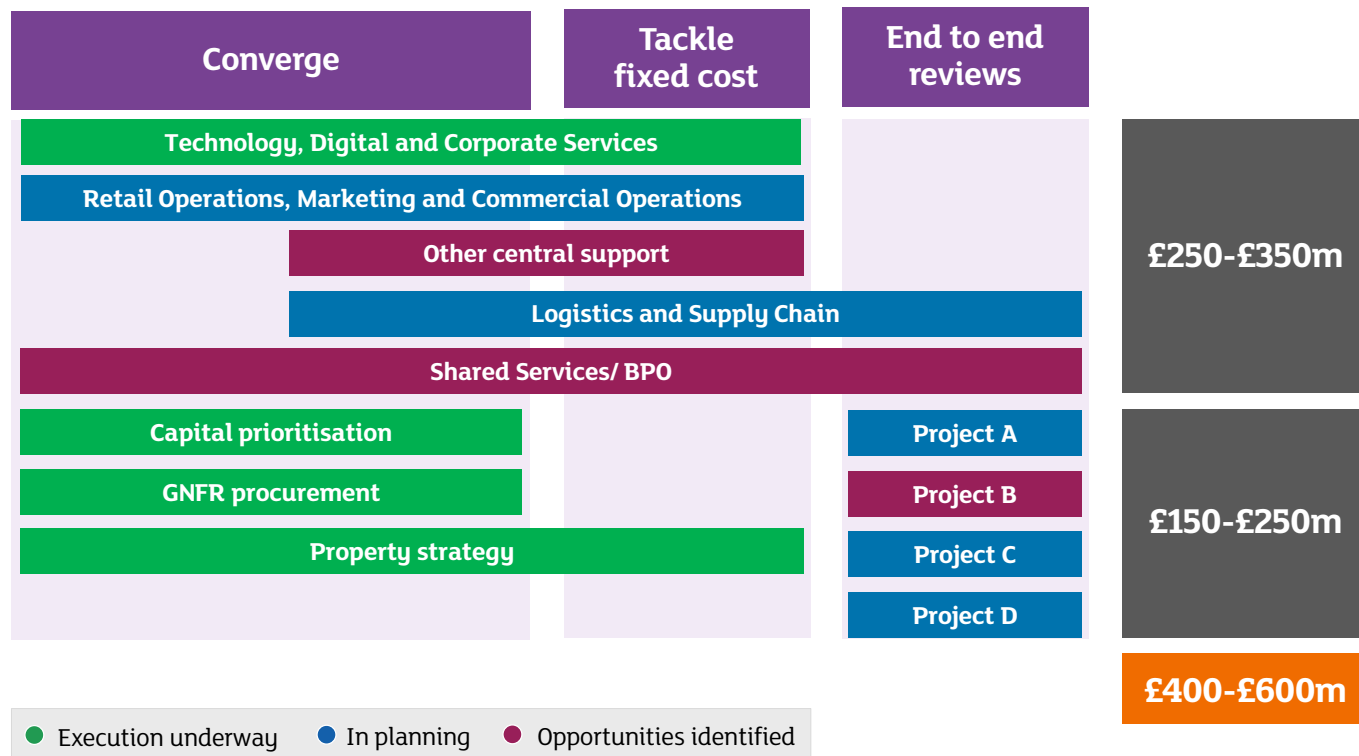 Converge
Tackle
fixed cost
End to end
reviews
Technology, Digital and Corporate Services
Retail Operations, Marketing and Commercial Operations
Other central support
Logistics and Supply Chain
Shared Services/ BPO
£250-£350m
Capital prioritisation
Project A
GNFR procurement
Project B
Property strategy
Project C
Project D
£150-£250m
£400-£600m
Execution underway
In planning
Opportunities identified